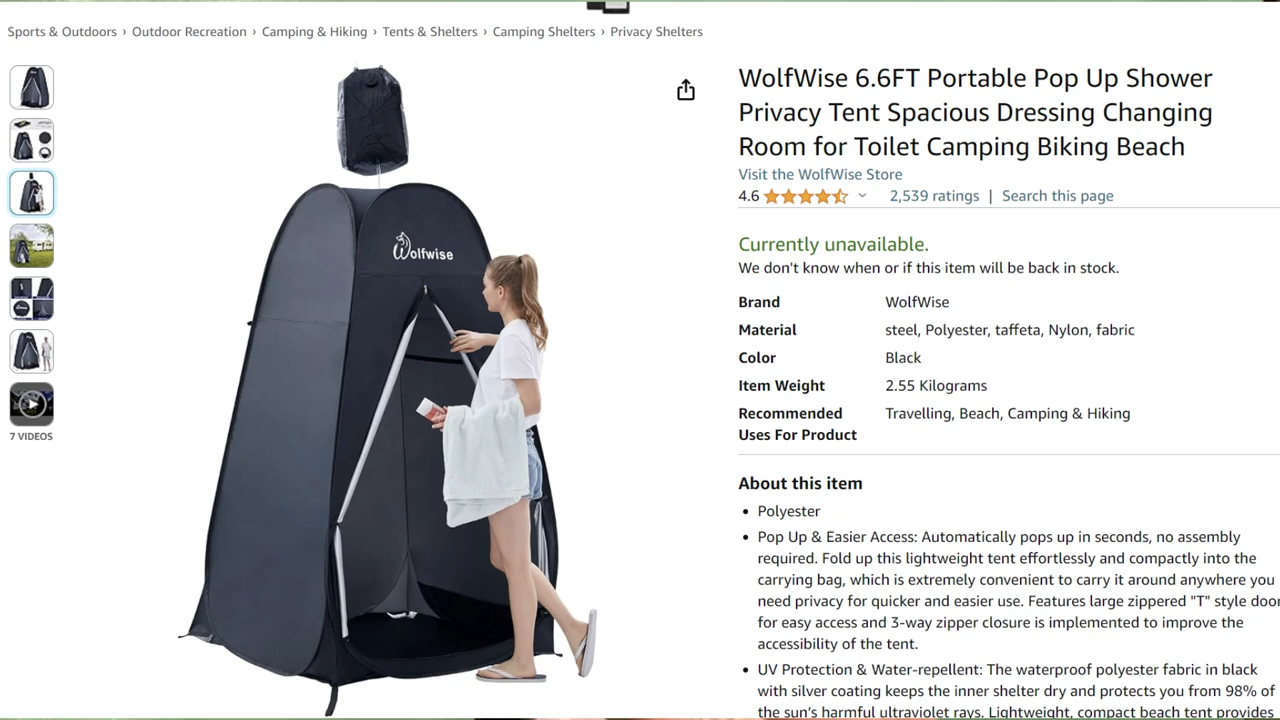 Sports & Outdoors › Outdoor Recreation › Camping & Hiking › Tents & Shelters › Camping Shelters › Privacy Shelters
WolfWise 6.6FT Portable Pop Up Shower
Privacy Tent Spacious Dressing Changing
Room for Toilet Camping Biking Beach
Visit the WolfWise Store
4.6 2,539 ratings | Search this page
Wolfwise
Currently unavailable.
We don't know when or if this item will be back in stock.
Brand WolfWise
Material steel, Polyester, taffeta, Nylon, fabric
Color Black
Item Weight 2.55 Kilograms
Recommended Travelling, Beach, Camping & Hiking
Uses For Product
7 VIDEOS
About this item
• Polyester
• Pop Up & Easier Access: Automatically pops up in seconds, no assembly
required. Fold up this lightweight tent effortlessly and compactly into the
carrying bag, which is extremely convenient to carry it around anywhere you
need privacy for quicker and easier use. Features large zippered "T" style door
for easy access and 3-way zipper closure is implemented to improve the
accessibility of the tent.
• UV Protection & Water-repellent: The waterproof polyester fabric in black
with silver coating keeps the inner shelter dry and protects you from 98% of
the sun's harmful ultraviolet rays. Lightweight, compact beach tent provides